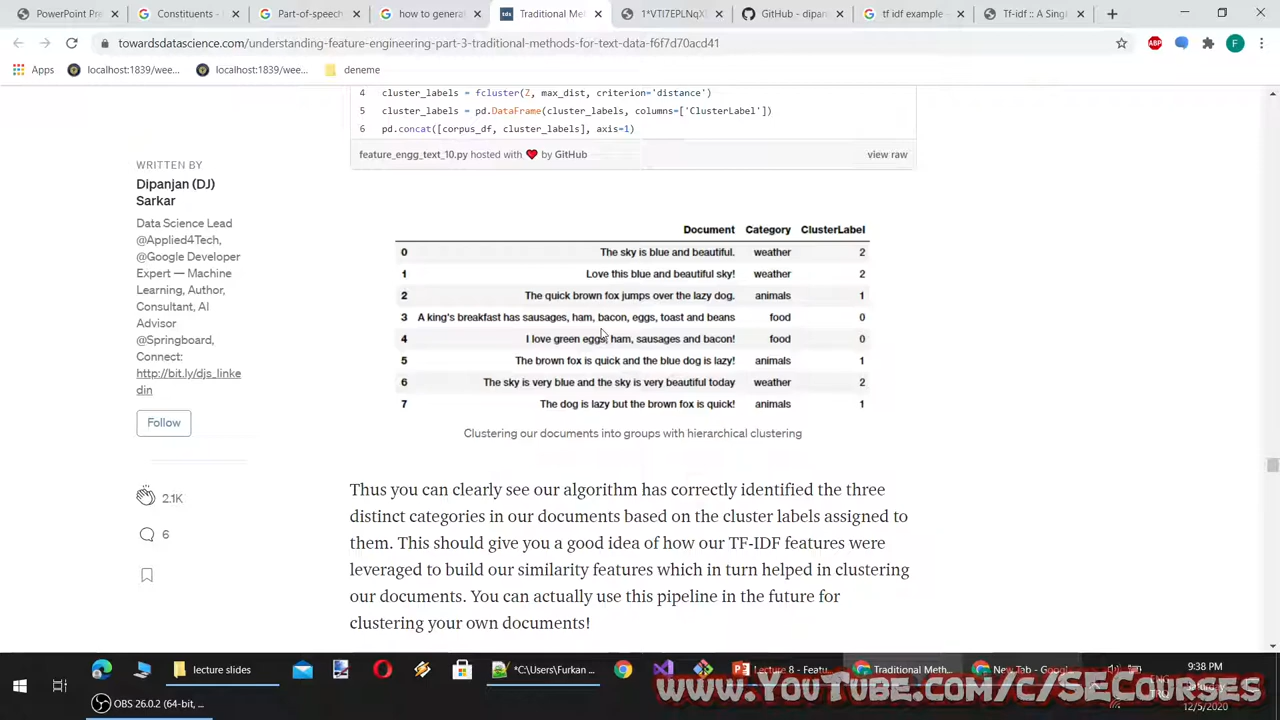 PowerPoint Pre
Constituents -
Part-of-speech
how to general
Traditional Me
1*VTI7EPLNqX
GitHub - dipan
tf idf example
Tf-idf :: A Sing
towardsdatascience.com/understanding-feature-engineering-part-3-traditional-methods-for-text-data-f6f7d70acd41
ABP
F
Apps
localhost:1839/wee...
localhost:1839/wee...
deneme
4 cluster_labels = fcluster(Z, max_dist, criterion='distance')
5 cluster_labels = pd.DataFrame(cluster_labels, columns=['ClusterLabel'])
6 pd.concat([corpus_df, cluster_labels], axis=1)
feature_engg_text_10.py hosted with ❤ by GitHub view raw
WRITTEN BY
Dipanjan (DJ)
Sarkar
Data Science Lead
@Applied4Tech,
@Google Developer
Expert — Machine
Learning, Author,
Consultant, AI
Advisor
@Springboard,
Connect:
http://bit.ly/djs_linke
din
Follow
2.1K
6
Document Category ClusterLabel
0 The sky is blue and beautiful. weather 2
1 Love this blue and beautiful sky! weather 2
2 The quick brown fox jumps over the lazy dog. animals 1
3 A king's breakfast has sausages, ham, bacon, eggs, toast and beans food 0
4 I love green eggs, ham, sausages and bacon! food 0
5 The brown fox is quick and the blue dog is lazy! animals 1
6 The sky is very blue and the sky is very beautiful today weather 2
7 The dog is lazy but the brown fox is quick! animals 1
Clustering our documents into groups with hierarchical clustering
Thus you can clearly see our algorithm has correctly identified the three
distinct categories in our documents based on the cluster labels assigned to
them. This should give you a good idea of how our TF-IDF features were
leveraged to build our similarity features which in turn helped in clustering
our documents. You can actually use this pipeline in the future for
clustering your own documents!
lecture slides
*C:\Users\Furkan ...
Lecture 8 - Featu
Traditional Meth...
New Tab - Goog
ENG
9:38 PM
Saturday
12/5/2020
OBS 26.0.2 (64-bit, ...
www.YouTube.com/c/SECourses